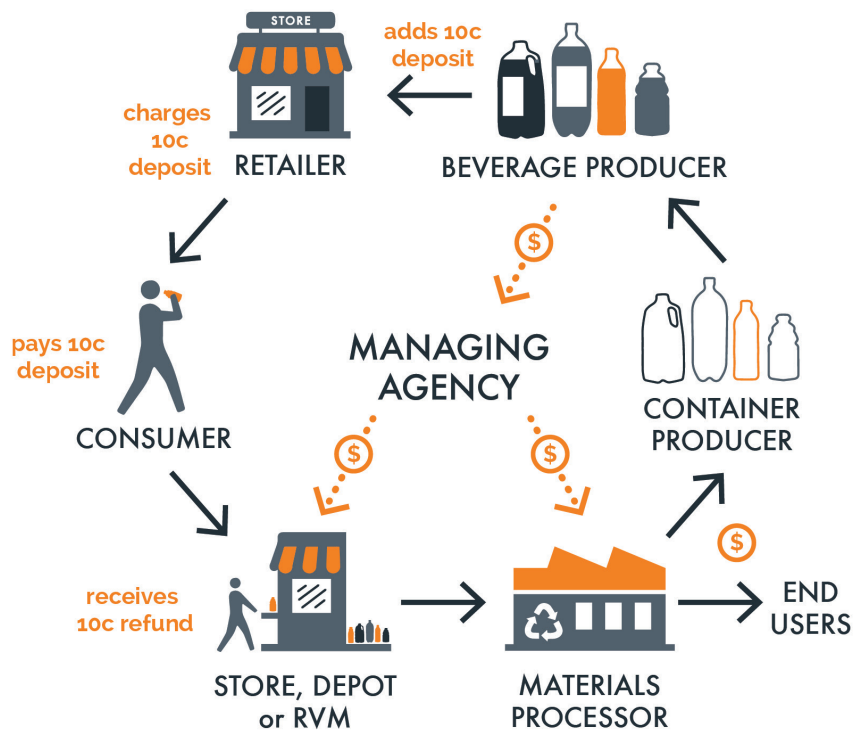 STORE
adds 10c
deposit
charges
10c
deposit
RETAILER
BEVERAGE PRODUCER
$
pays 10c
deposit
MANAGING
AGENCY
CONSUMER
CONTAINER
PRODUCER
$
$
$
receives
10c refund
END
USERS
STORE, DEPOT
or RVM
MATERIALS
PROCESSOR